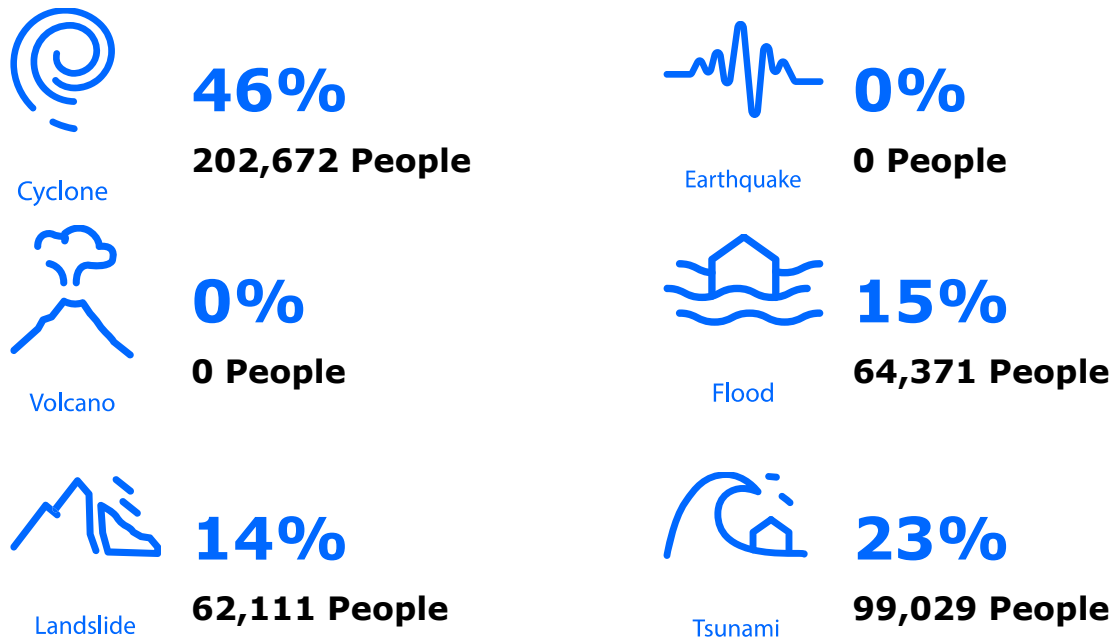 46%
202,672 People
Cyclone
0%
0 People
Earthquake
0%
0 People
Volcano
15%
64,371 People
Flood
14%
62,111 People
Landslide
23%
99,029 People
Tsunami